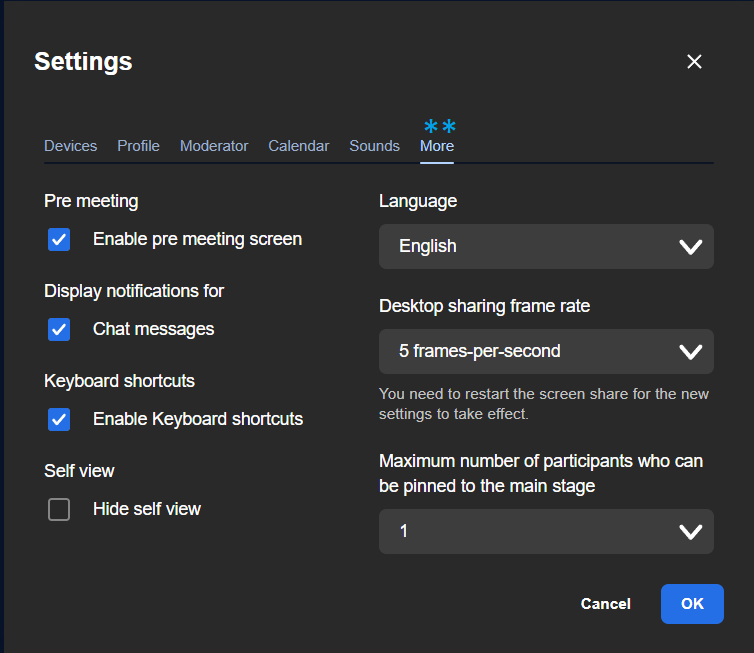 Settings
**
Devices Profile Moderator Calendar Sounds More
Pre meeting
Enable pre meeting screen
Display notifications for
Chat messages
Keyboard shortcuts
Enable Keyboard shortcuts
Self view
Hide self view
Language
English
Desktop sharing frame rate
5 frames-per-second
You need to restart the screen share for the new
settings to take effect.
Maximum number of participants who can
be pinned to the main stage
1
Cancel OK